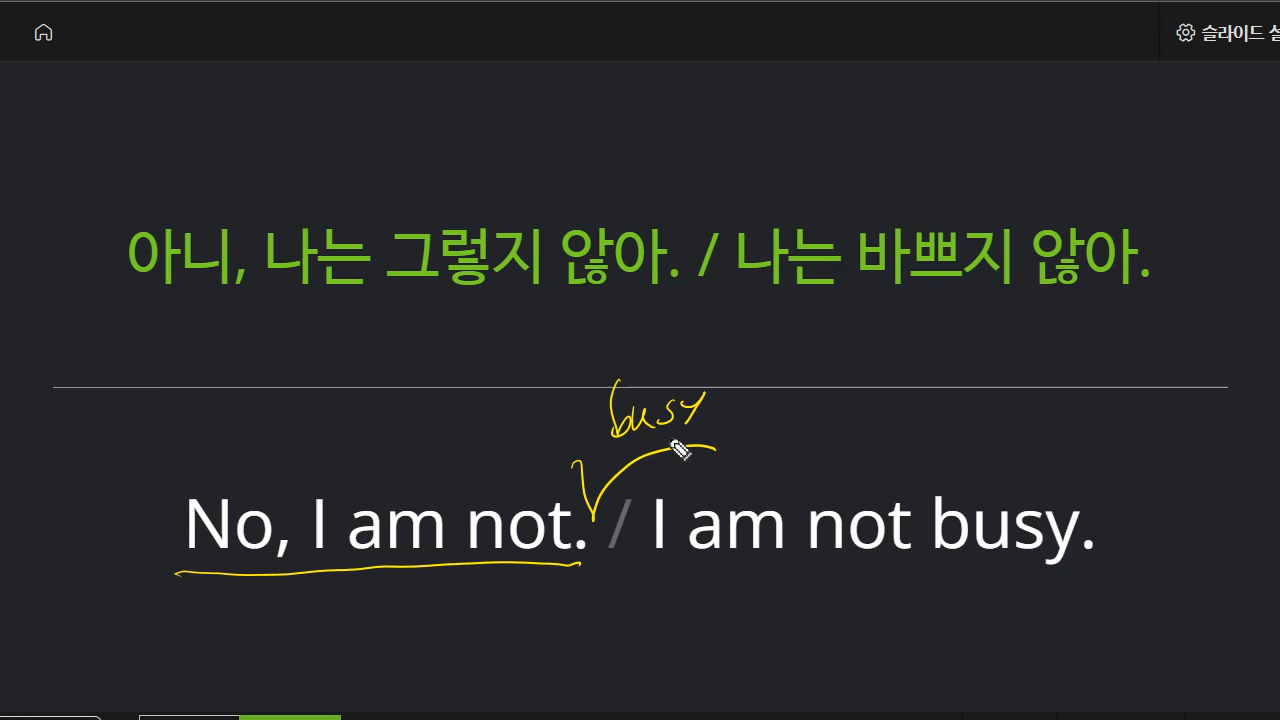 슬라이드 설
아니, 나는 그렇지 않아. / 나는 바쁘지 않아.
busy
No, I am not. / I am not busy.